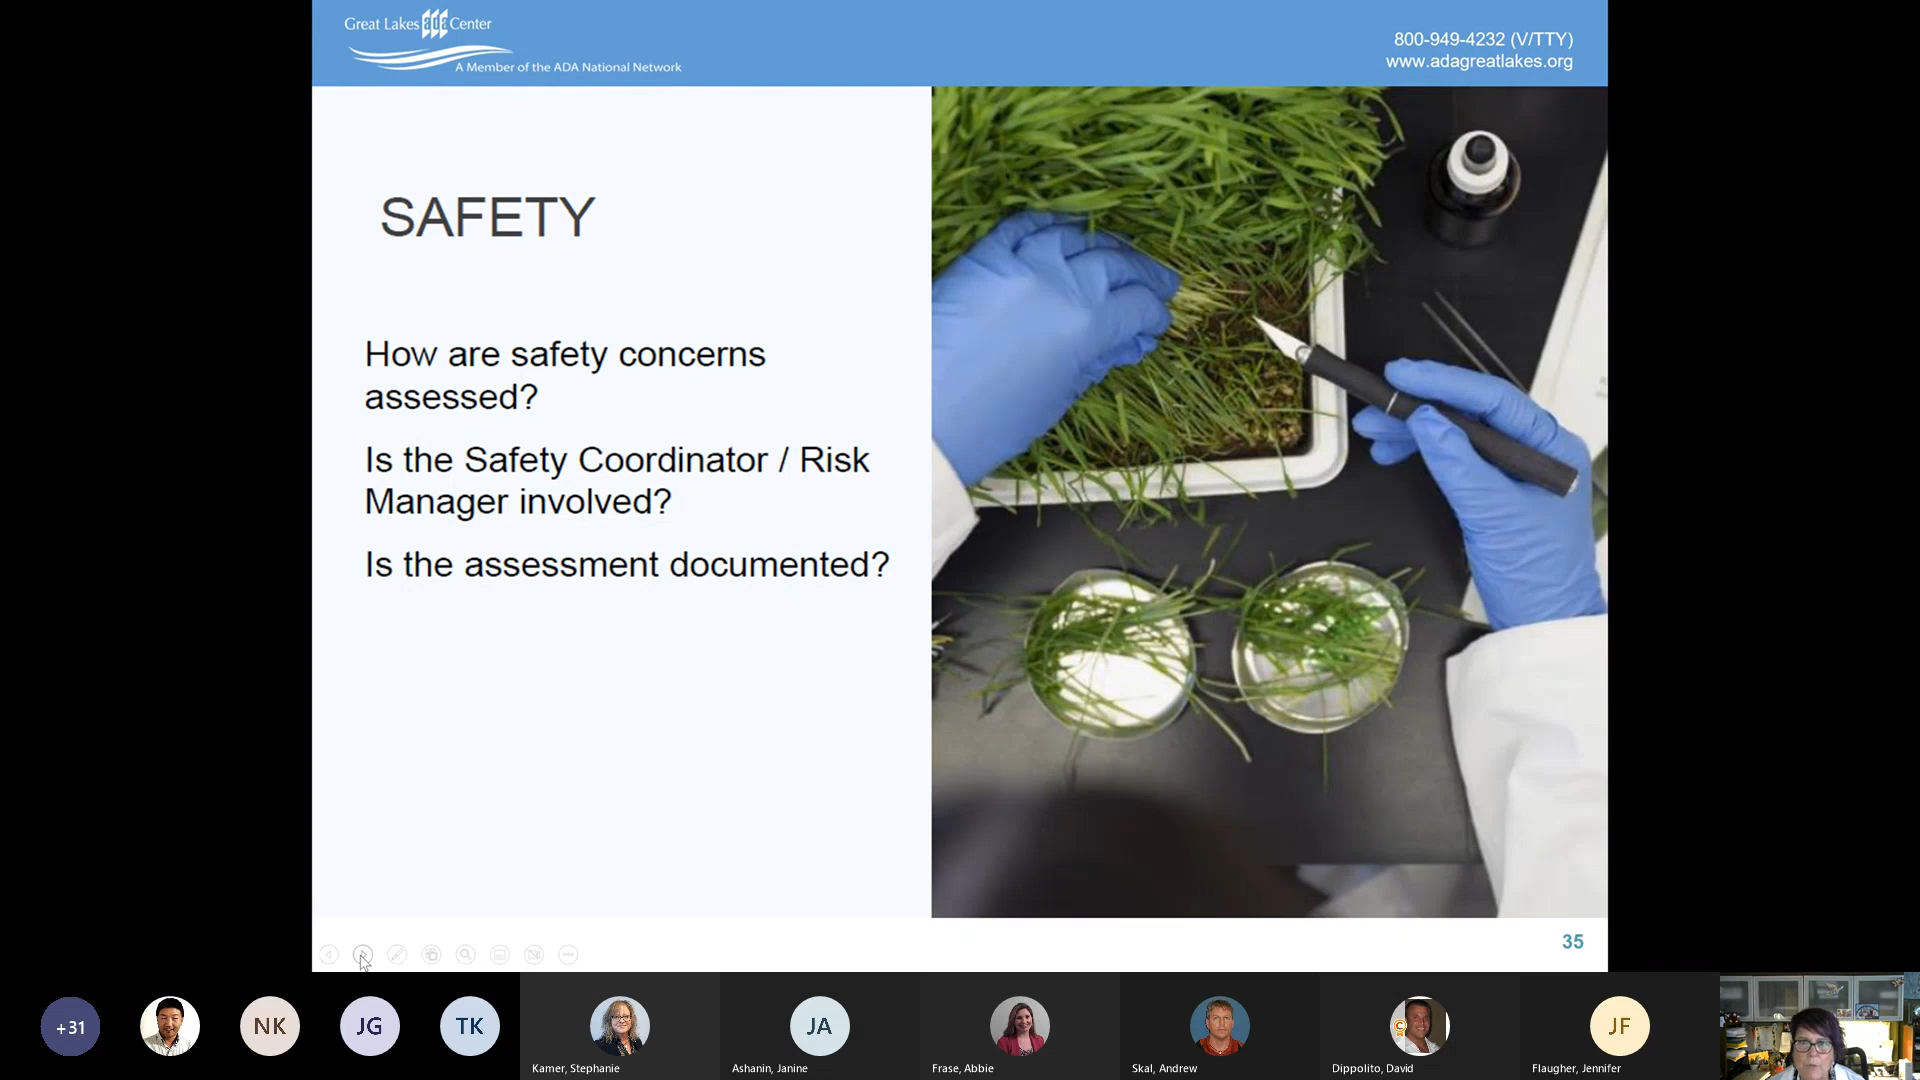 Great Lakes ada Center
A Member of the ADA National Network
800-949-4232 (V/TTY)
www.adagreatlakes.org
SAFETY
How are safety concerns
assessed?
Is the Safety Coordinator / Risk
Manager involved?
Is the assessment documented?
35
+31
NK
JG
TK
Kamer, Stephanie
JA
Ashanin, Janine
Frase, Abbie
Skal, Andrew
Dippolito, David
JF
Flaugher, Jennifer